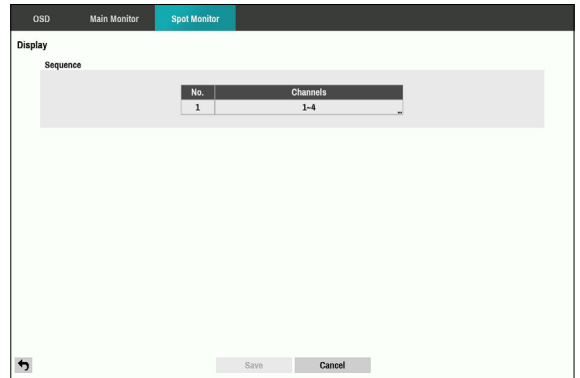 OSD Main Monitor Spot Monitor
Display
Sequence
No. Channels
1 1~4 ...
Save Cancel